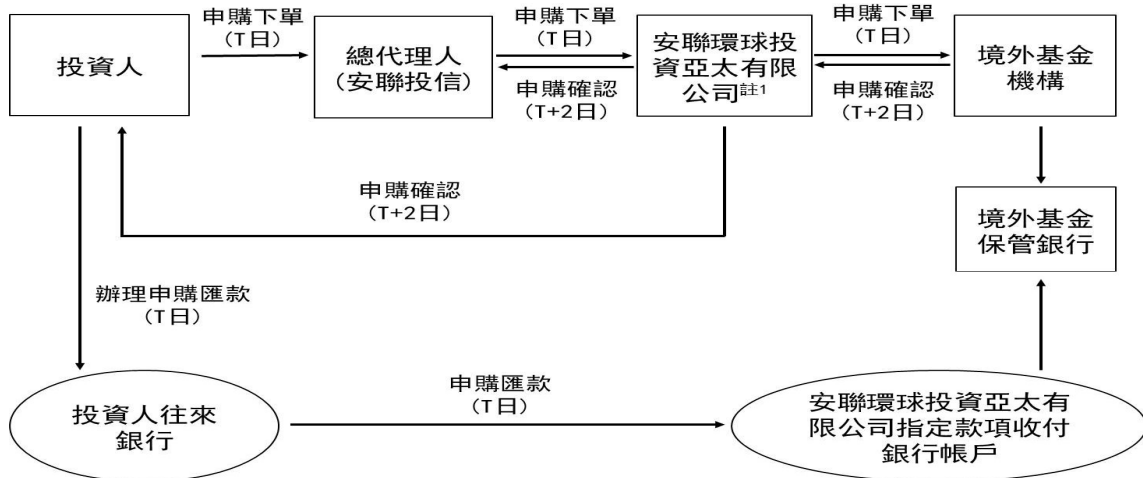 申購下單
(T日)
申購下單
(T日)
申購下單
(T日)
投資人
總代理人
(安聯投信)
安聯環球投
資亞太有限
公司註1
境外基金
機構
申購確認
(T+2日)
申購確認
(T+2日)
申購確認
(T+2日)
境外基金
保管銀行
辦理申購匯款
(T日)
申購匯款
(T日)
投資人往來
銀行
安聯環球投資亞太有
限公司指定款項收付
銀行帳戶